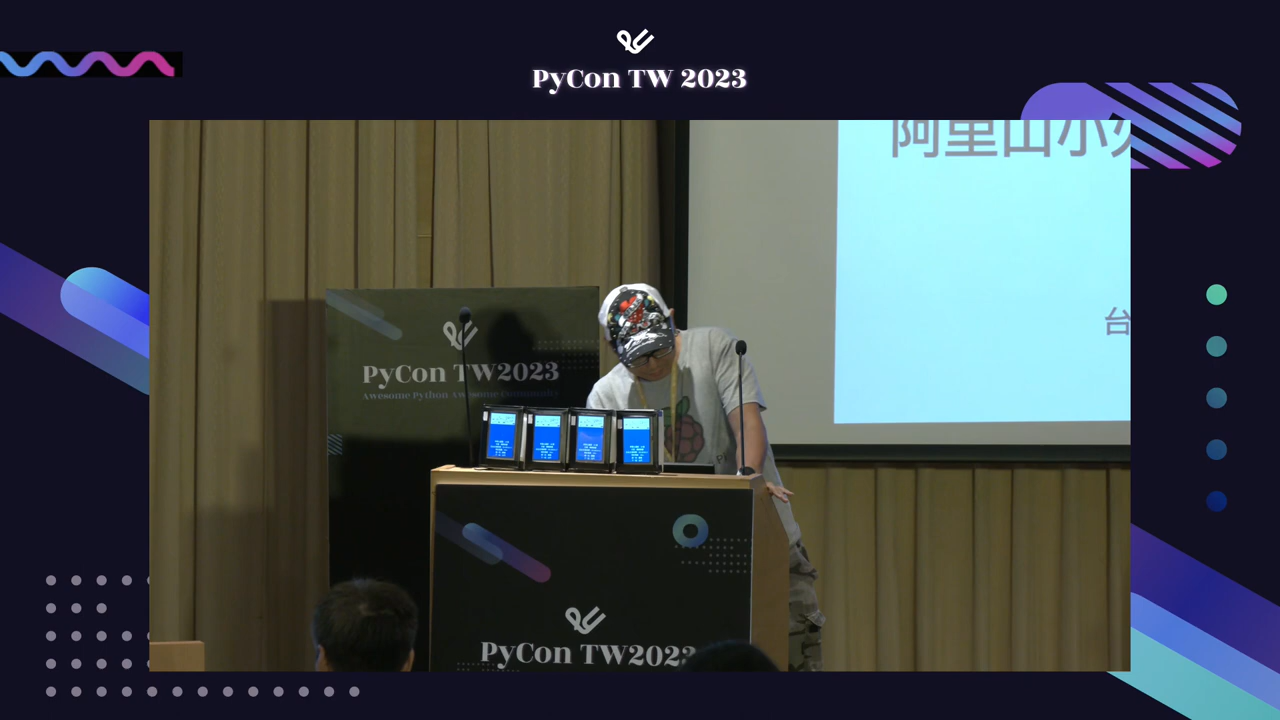 PyCon TW 2023
阿里山小
台
PyCon TW2023
Awesome Python Awesome Community
PyCon TW2023